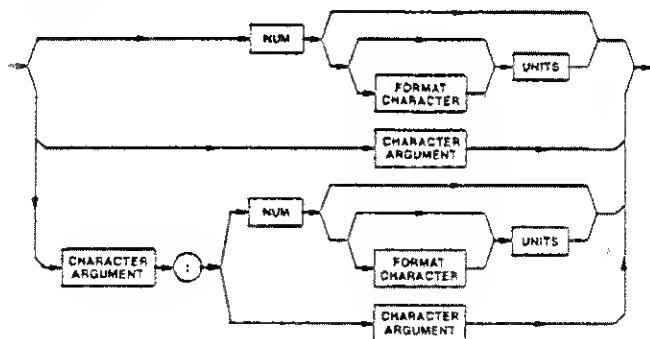 NUM
UNITS
FORMAT
CHARACTER
CHARACTER
ARGUMENT
NUM
UNITS
CHARACTER
ARGUMENT
:
FORMAT
CHARACTER
CHARACTER
ARGUMENT